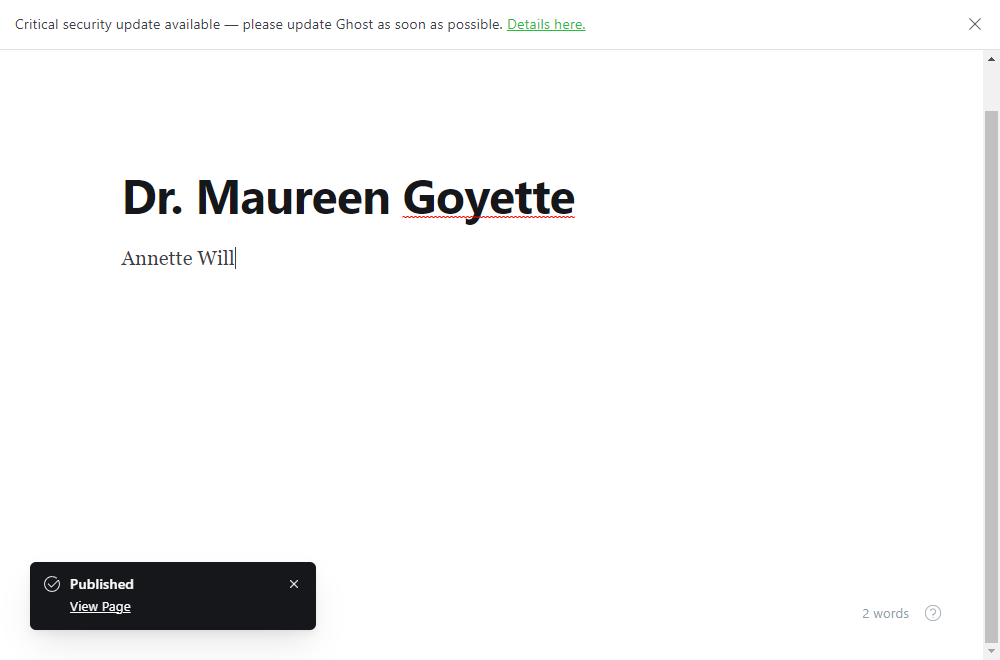 Critical security update available — please update Ghost as soon as possible. Details here.
Dr. Maureen Goyette
Annette Will
Published
View Page
2 words